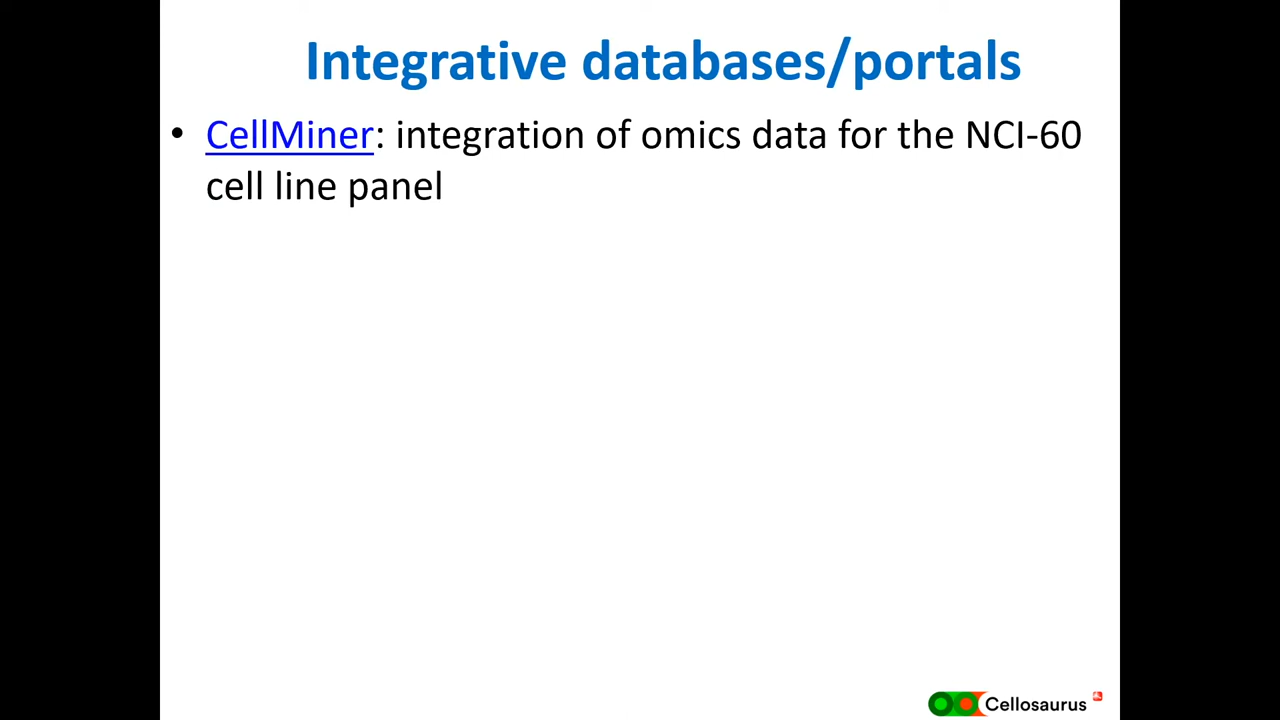 Integrative databases/portals
• CellMiner: integration of omics data for the NCI-60
cell line panel
Cellosaurus